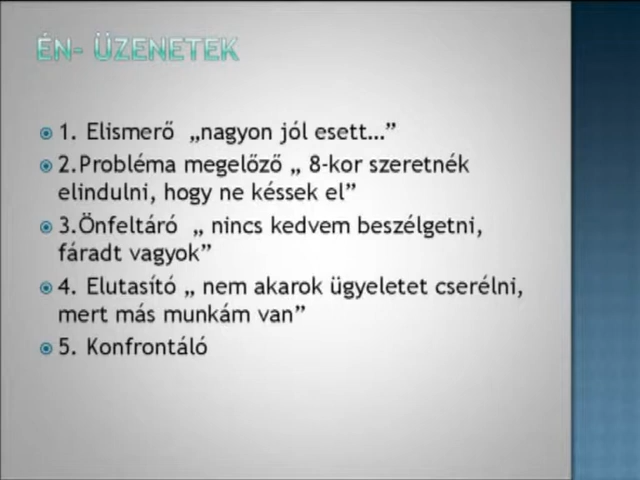 ÉN- ÜZENETEK
1. Elismerő „nagyon jól esett…”
2.Probléma megelőző „ 8-kor szeretnék
elindulni, hogy ne késsek el”
3.Önfeltáró „ nincs kedvem beszélgetni,
fáradt vagyok”
4. Elutasító „ nem akarok ügyeletet cserélni,
mert más munkám van”
5. Konfrontáló